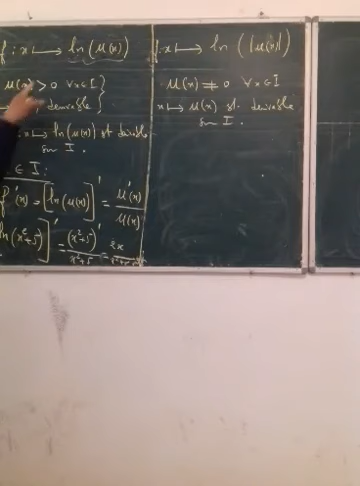 f : x ⟼ ln(u(x))
u(x) > 0 ∀x∈I
dérivable
x ⟼ ln(u(x)) st dérivable
sur I.
∈ I :
f'(x) = [ln(u(x))]' = u'(x)/u(x)
ln(x²+5)]' = (x²+5)'/x²+5 = 2x/x²+5
f : x ⟼ ln(|u(x)|)
u(x) ≠ 0 ∀x∈I
x ⟼ u(x) st dérivable
sur I.